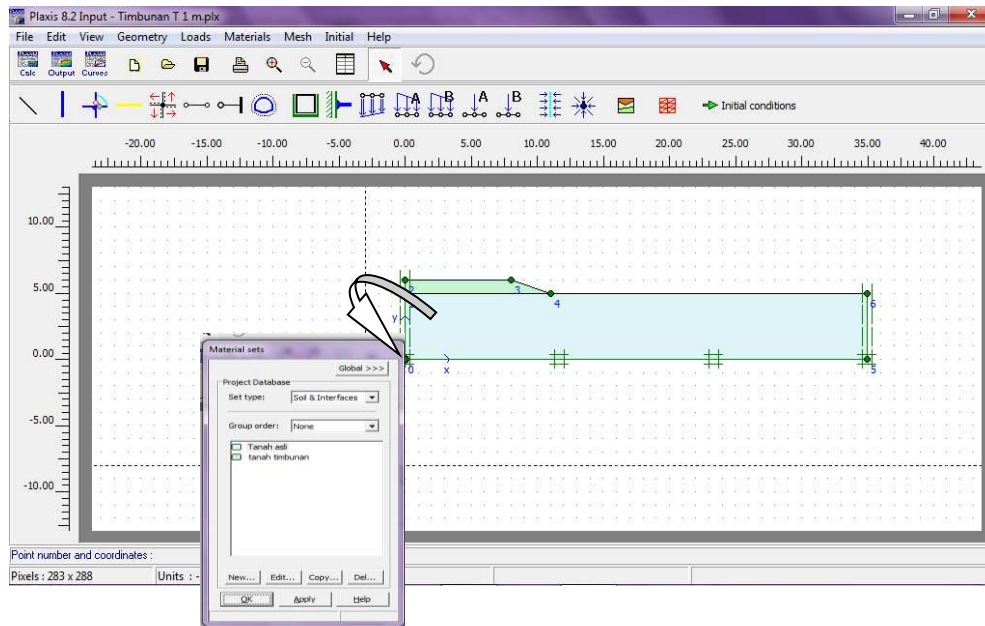 Plaxis 8.2 Input - Timbunan T 1 m.plx
File Edit View Geometry Loads Materials Mesh Initial Help
Calc Output Curves
A B A B Initial conditions
-20.00 -15.00 -10.00 -5.00 0.00 5.00 10.00 15.00 20.00 25.00 30.00 35.00 40.00
10.00
5.00
0.00
-5.00
-10.00
2 3 4 6
y
0 x 5
Material sets
Global >>>
Project Database
Set type: Soil & Interfaces
Group order: None
Tanah asli
tanah timbunan
New... Edit... Copy... Del...
OK Apply Help
Point number and coordinates :
Pixels : 283 x 288 Units : -